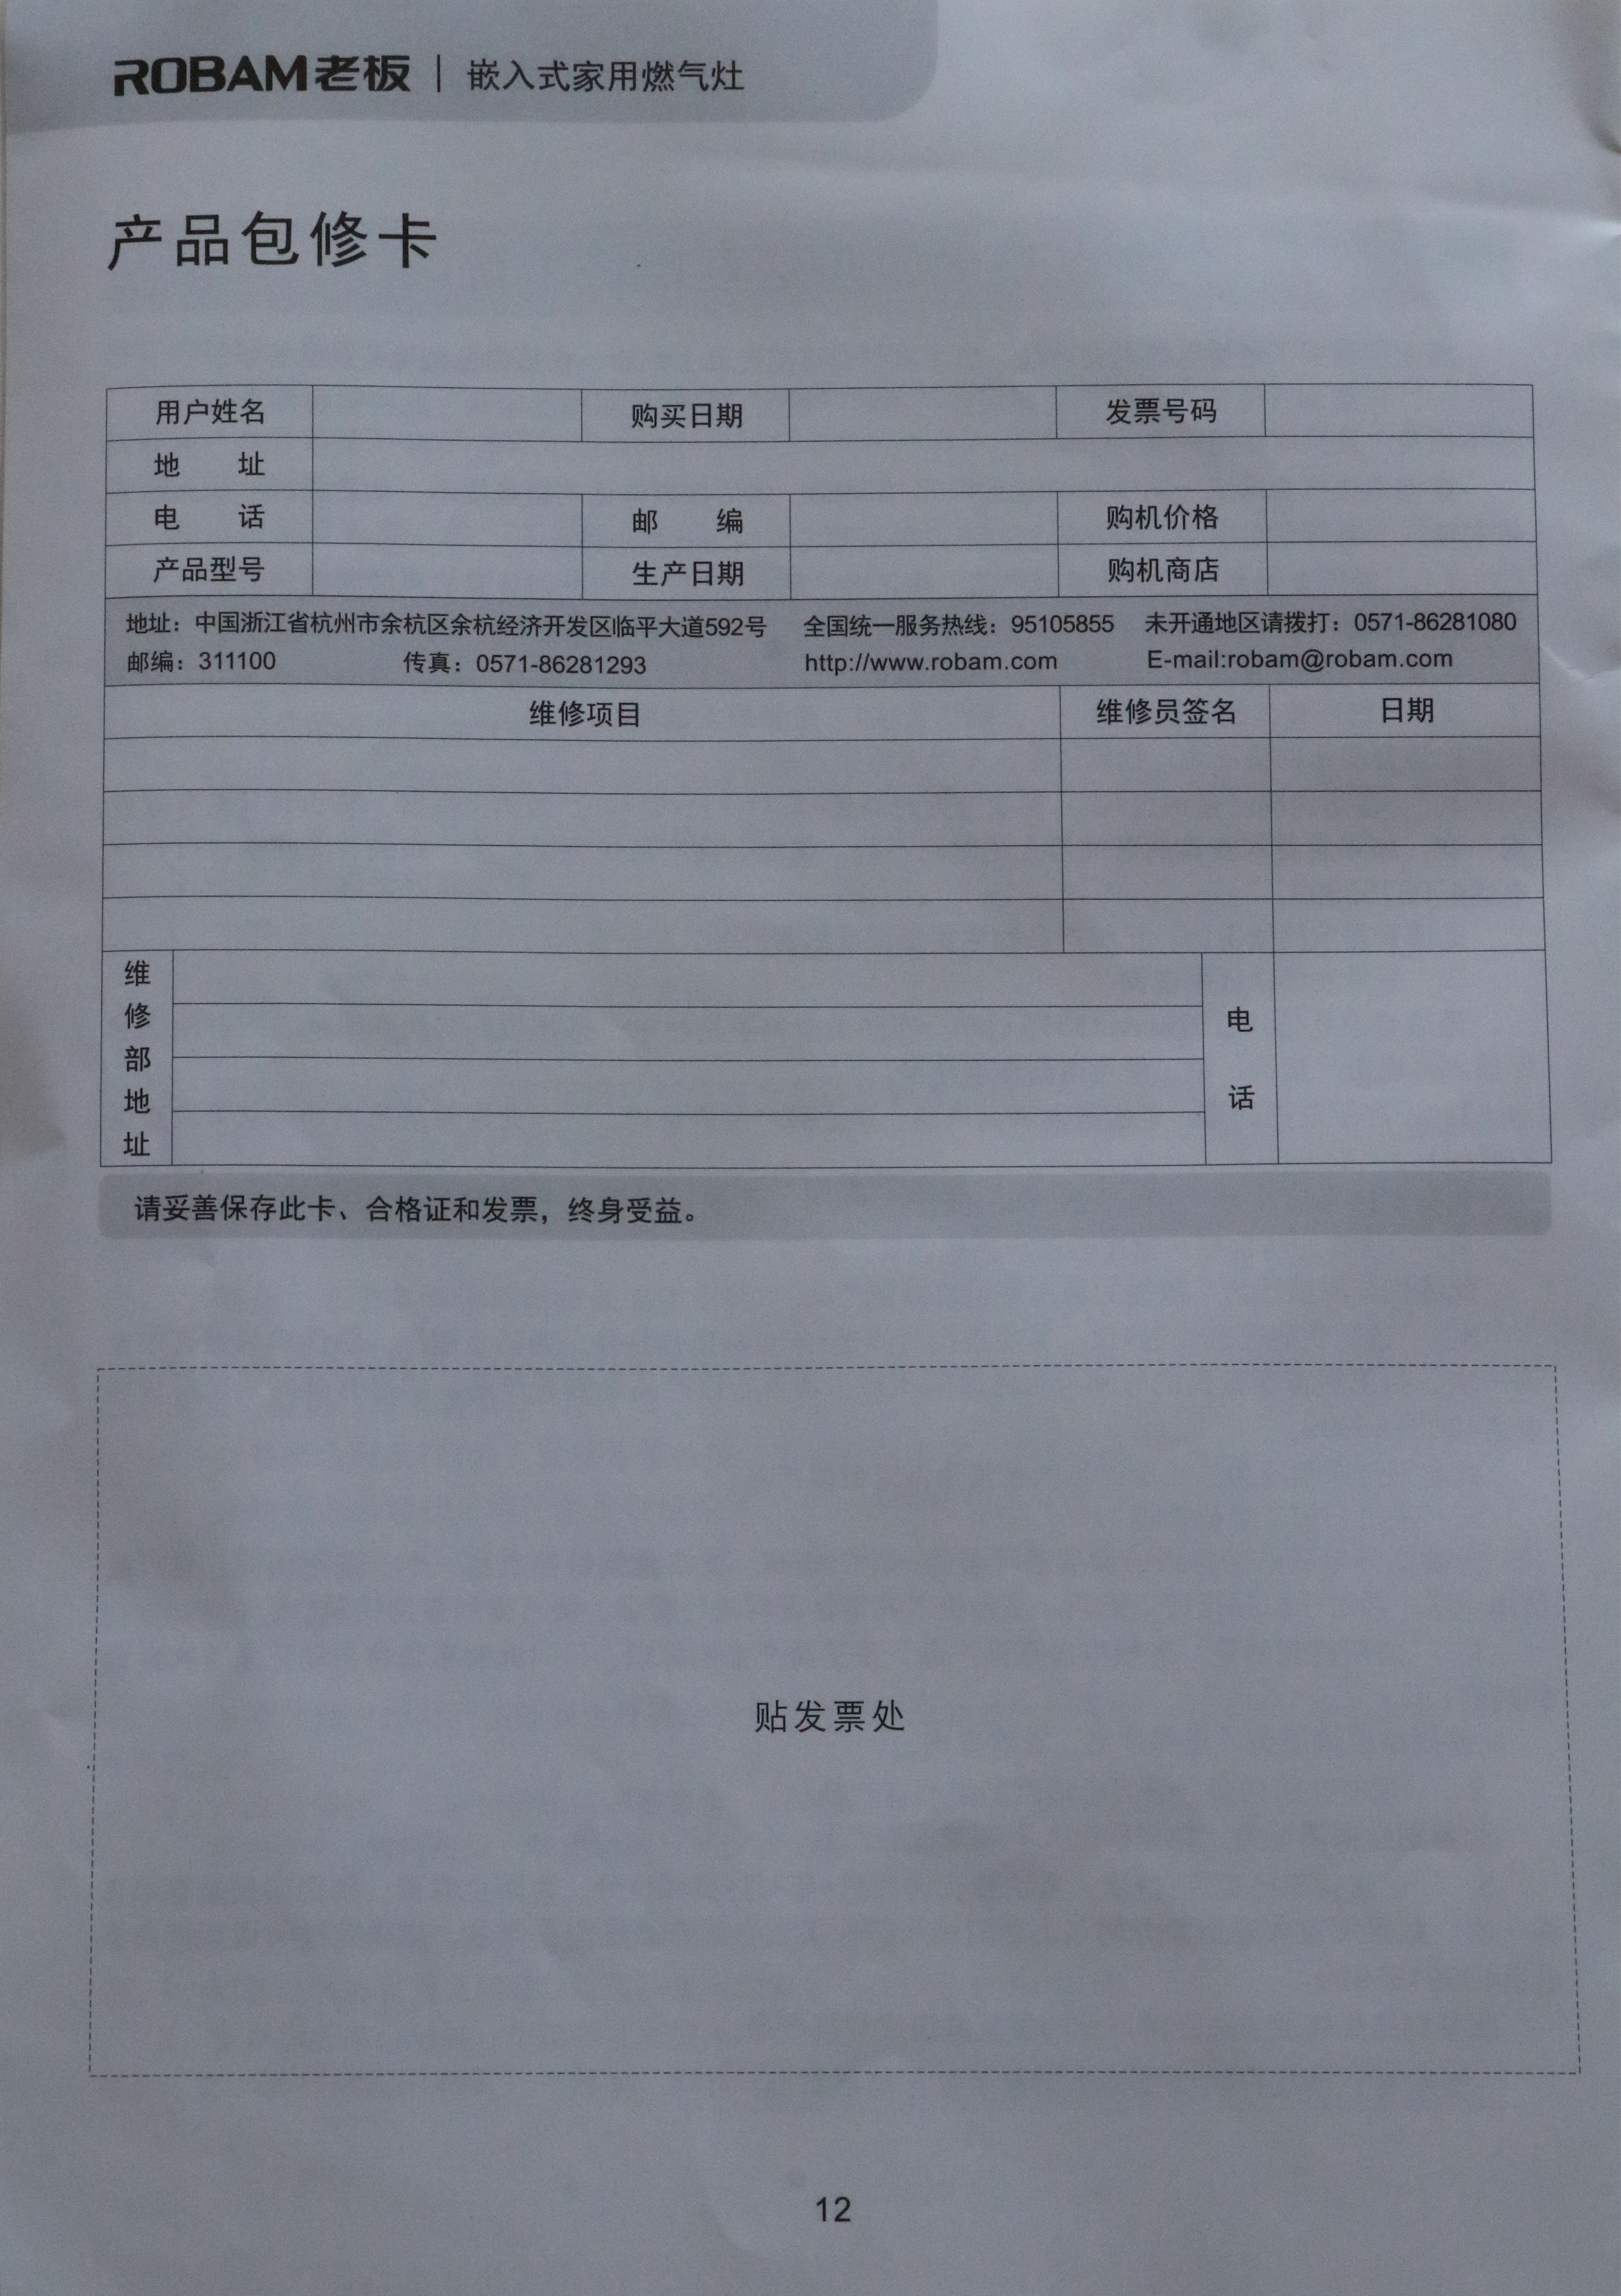 ROBAM老板 | 嵌入式家用燃气灶
产品包修卡
用户姓名 购买日期 发票号码
地 址
电 话 邮 编 购机价格
产品型号 生产日期 购机商店
地址：中国浙江省杭州市余杭区余杭经济开发区临平大道592号 全国统一服务热线：95105855 未开通地区请拨打：0571-86281080
邮编：311100 传真：0571-86281293 http://www.robam.com E-mail:robam@robam.com
维修项目 维修员签名 日期
维修部地址 电话
请妥善保存此卡、合格证和发票，终身受益。
贴发票处
12